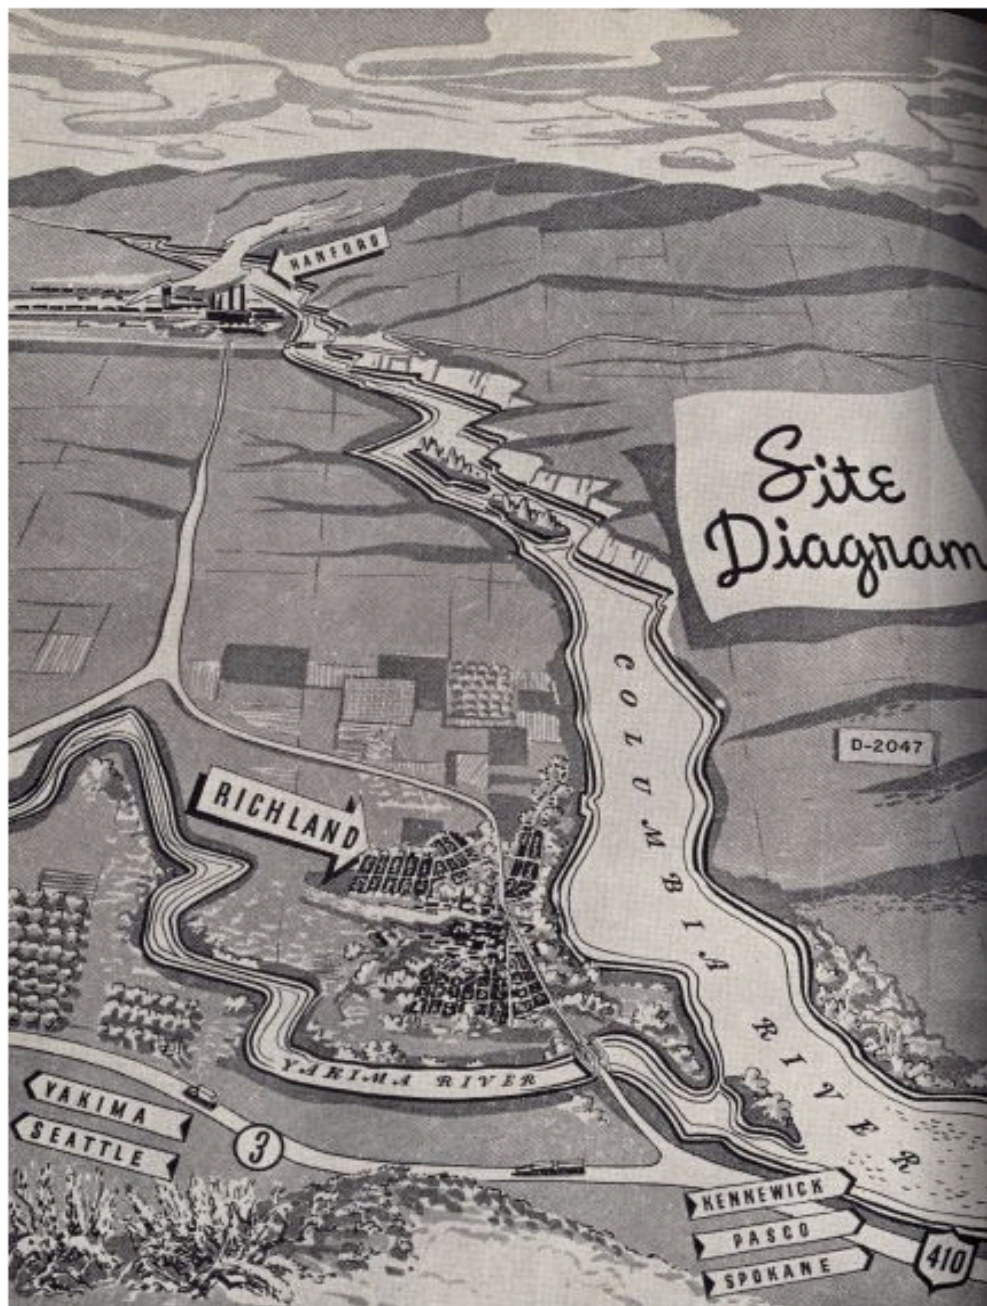 HANFORD
Site
Diagram
COLUMBIA RIVER
D-2047
RICHLAND
YAKIMA RIVER
YAKIMA
SEATTLE
3
KENNEWICK
PASCO
SPOKANE
410